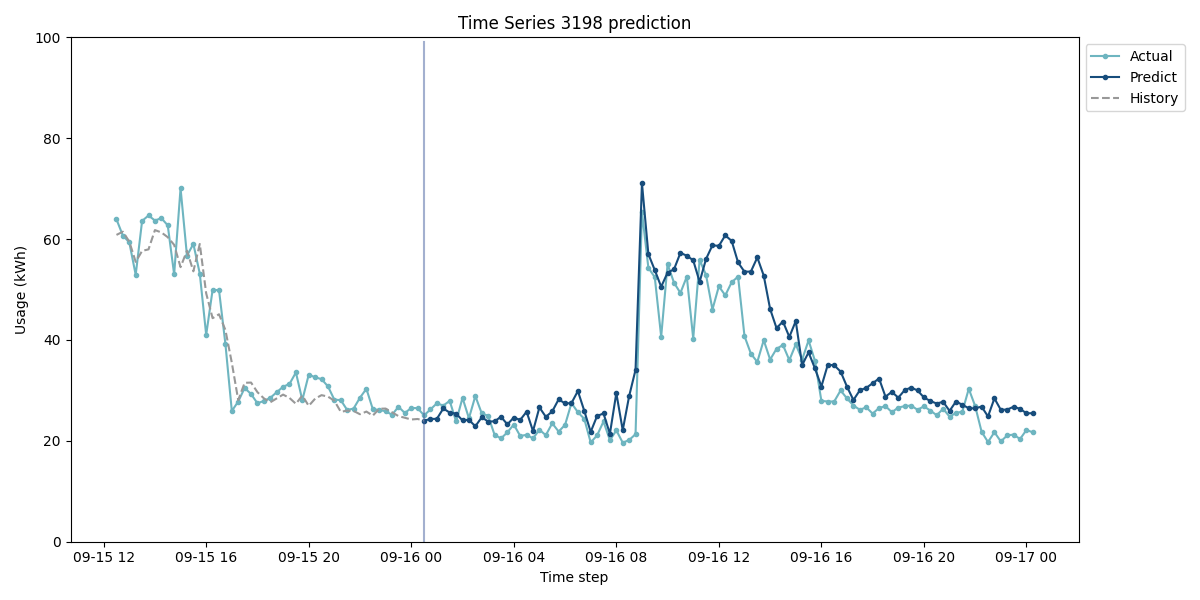 Time Series 3198 prediction
100
80
60
40
20
0
Usage (kWh)
09-15 12
09-15 16
09-15 20
09-16 00
09-16 04
09-16 08
09-16 12
09-16 16
09-16 20
09-17 00
Time step
Actual
Predict
History